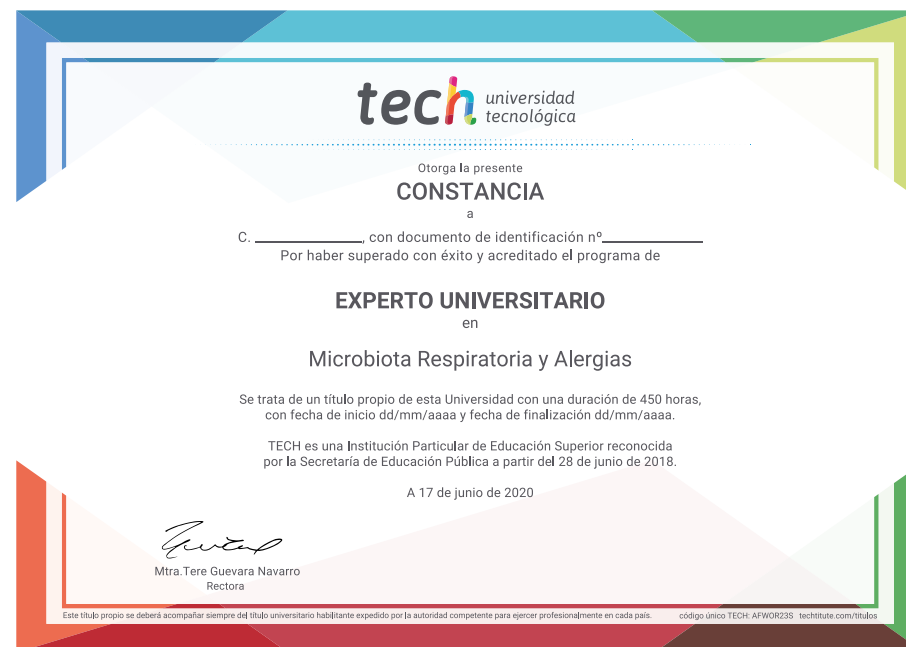 tech universidad
tecnológica
Otorga la presente
CONSTANCIA
a
C. ______________, con documento de identificación nº_____________
Por haber superado con éxito y acreditado el programa de
EXPERTO UNIVERSITARIO
en
Microbiota Respiratoria y Alergias
Se trata de un título propio de esta Universidad con una duración de 450 horas,
con fecha de inicio dd/mm/aaaa y fecha de finalización dd/mm/aaaa.
TECH es una Institución Particular de Educación Superior reconocida
por la Secretaría de Educación Pública a partir del 28 de junio de 2018.
A 17 de junio de 2020
Mtra.Tere Guevara Navarro
Rectora
Este título propio se deberá acompañar siempre del título universitario habilitante expedido por la autoridad competente para ejercer profesionalmente en cada país. código único TECH: AFWOR23S techtitute.com/titulos